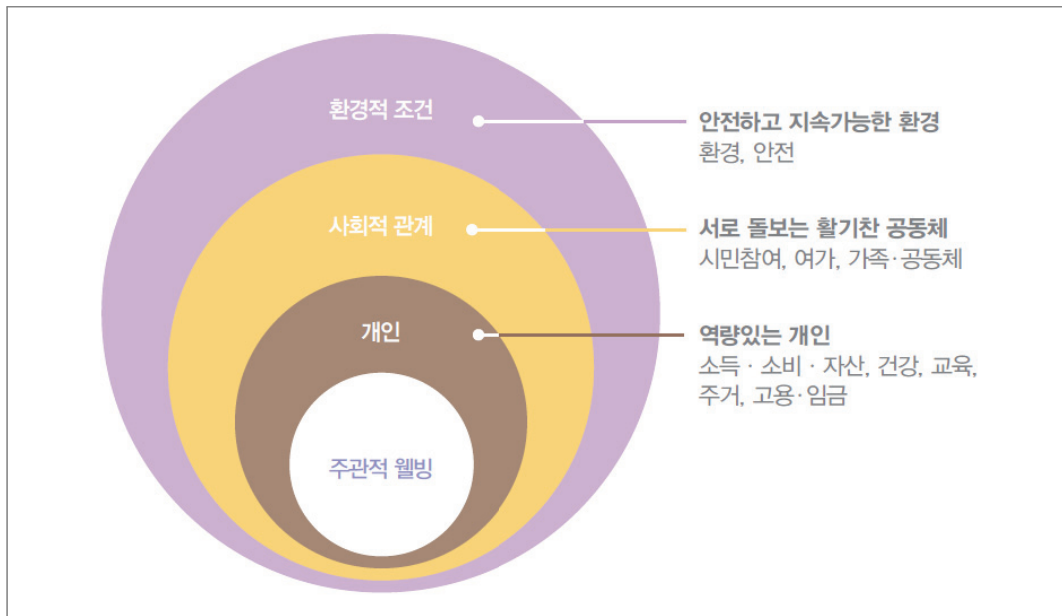 환경적 조건
안전하고 지속가능한 환경
환경, 안전
사회적 관계
서로 돌보는 활기찬 공동체
시민참여, 여가, 가족·공동체
개인
역량있는 개인
소득 · 소비 · 자산, 건강, 교육,
주거, 고용·임금
주관적 웰빙